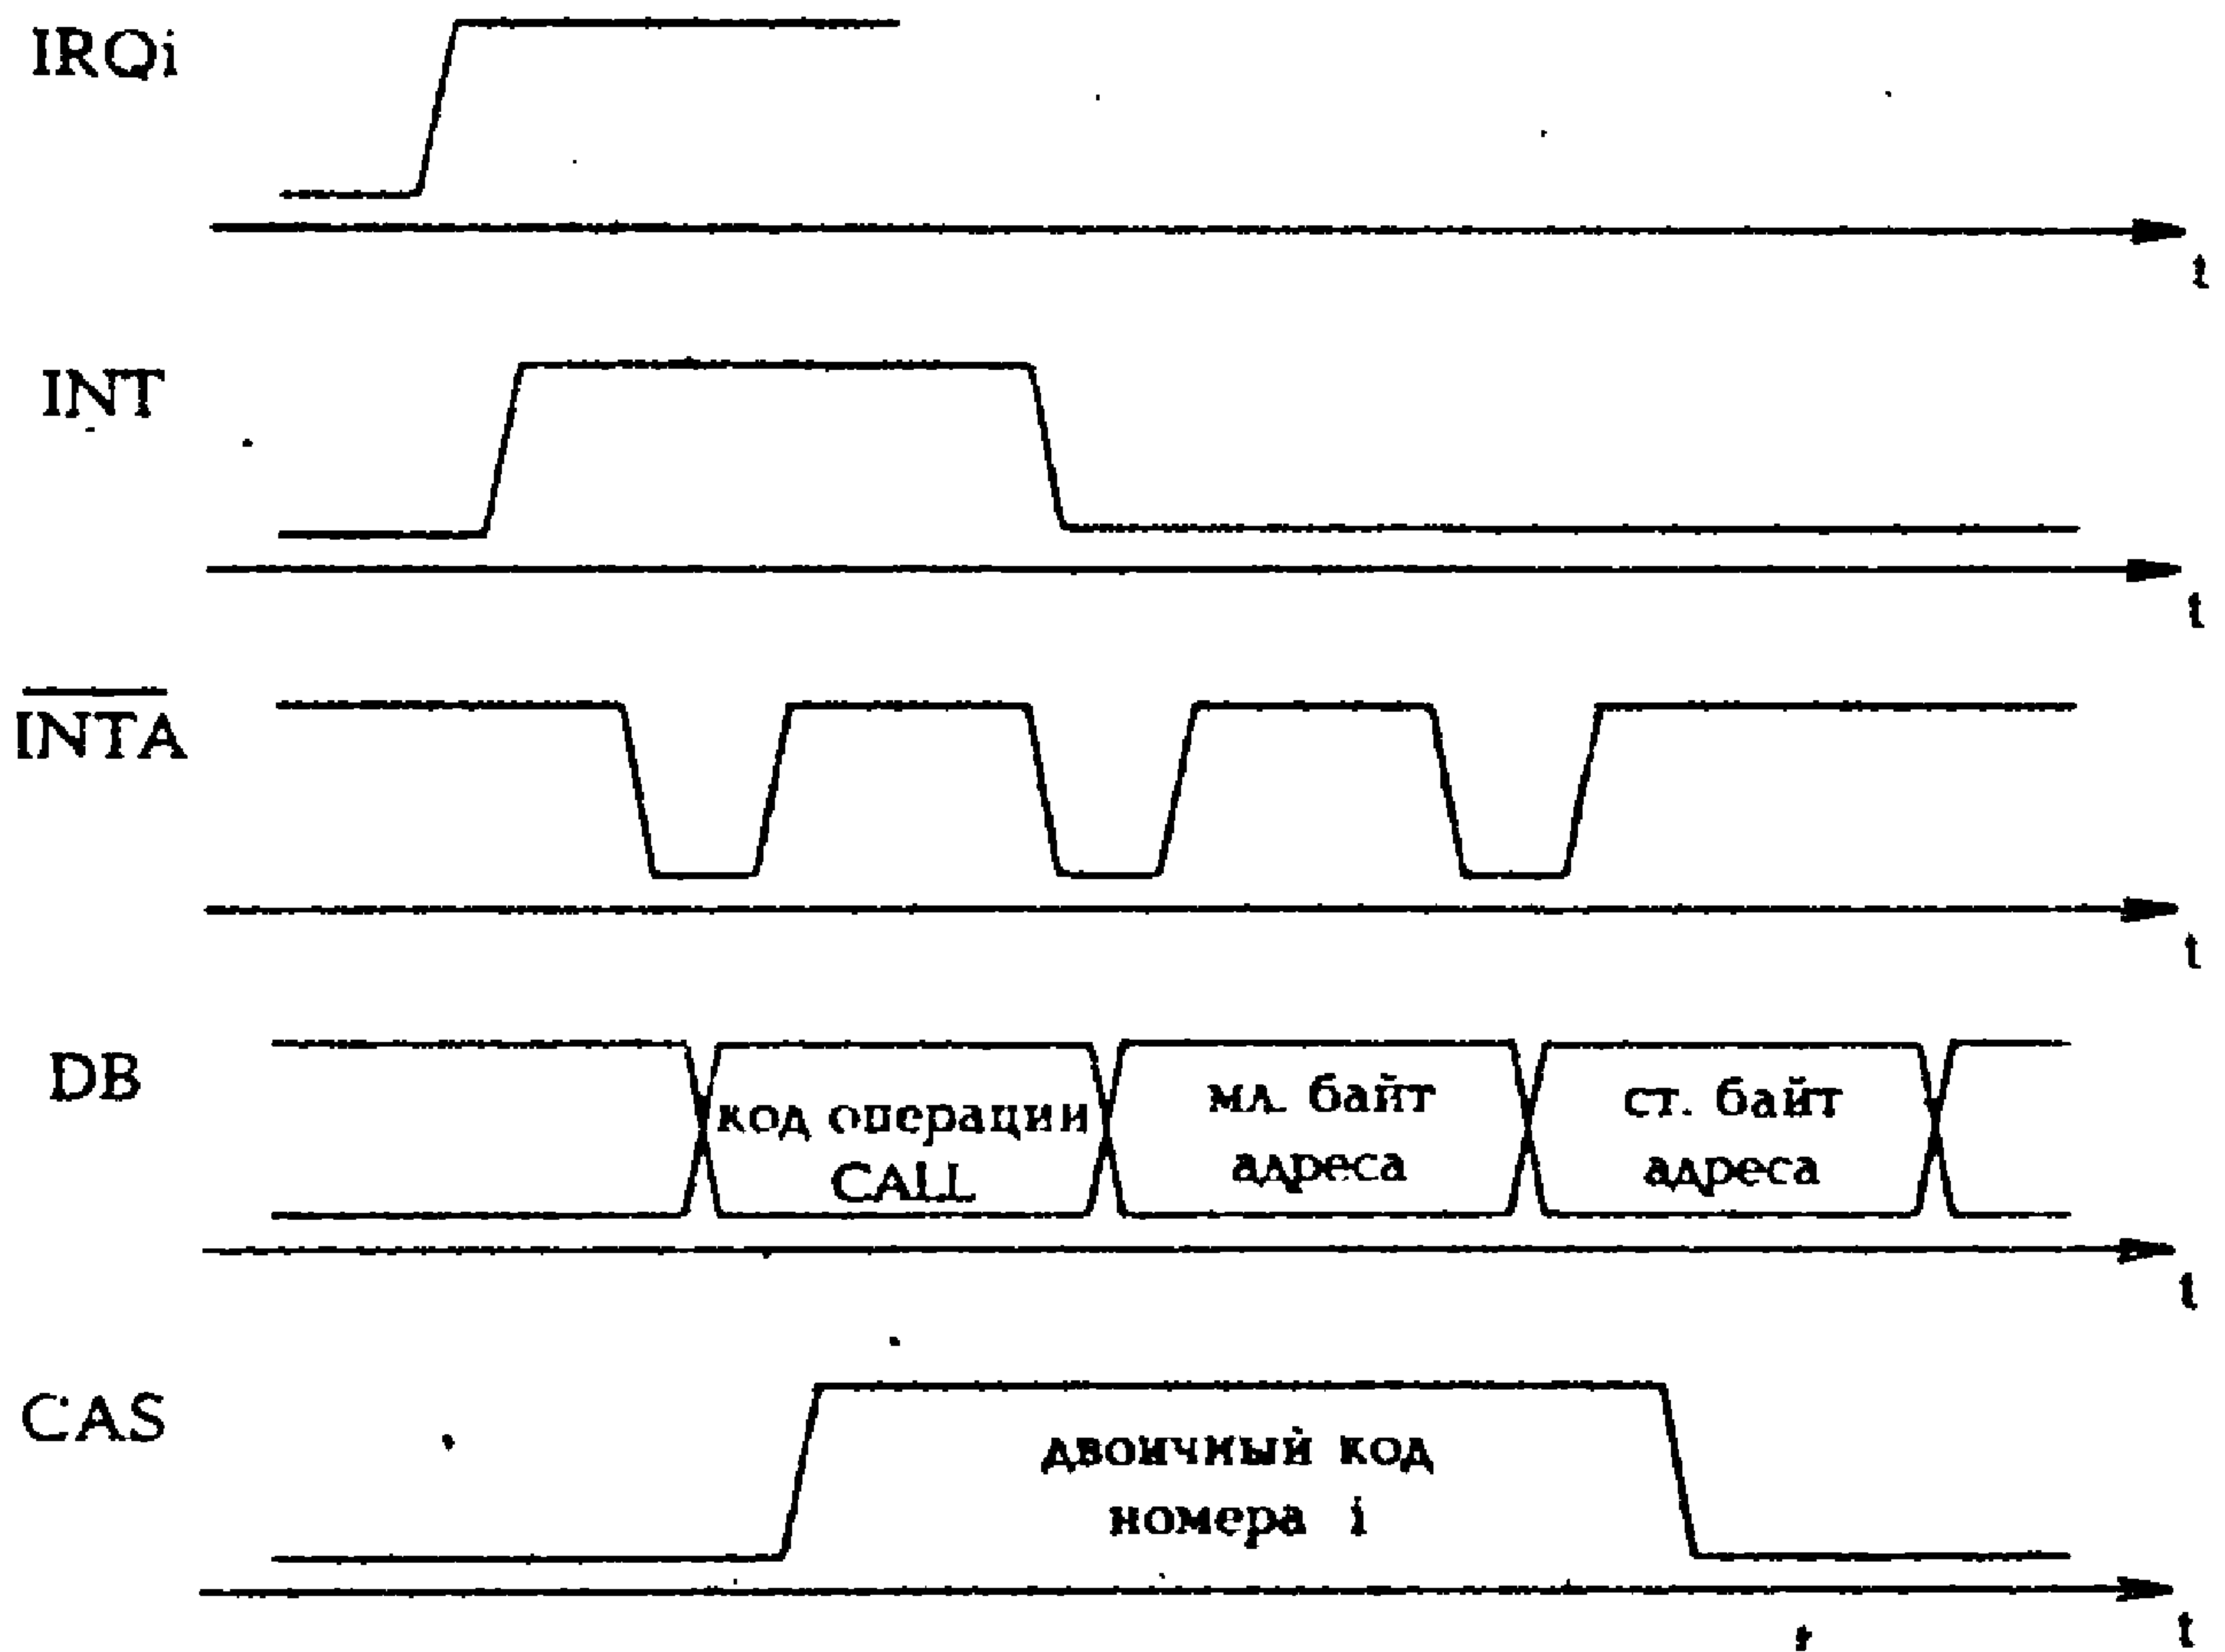 IRQi
t
INT
t
INTA
t
DB
код операции
CALL
мл. байт
адреса
ст. байт
адреса
t
CAS
двоичный код
номера i
t